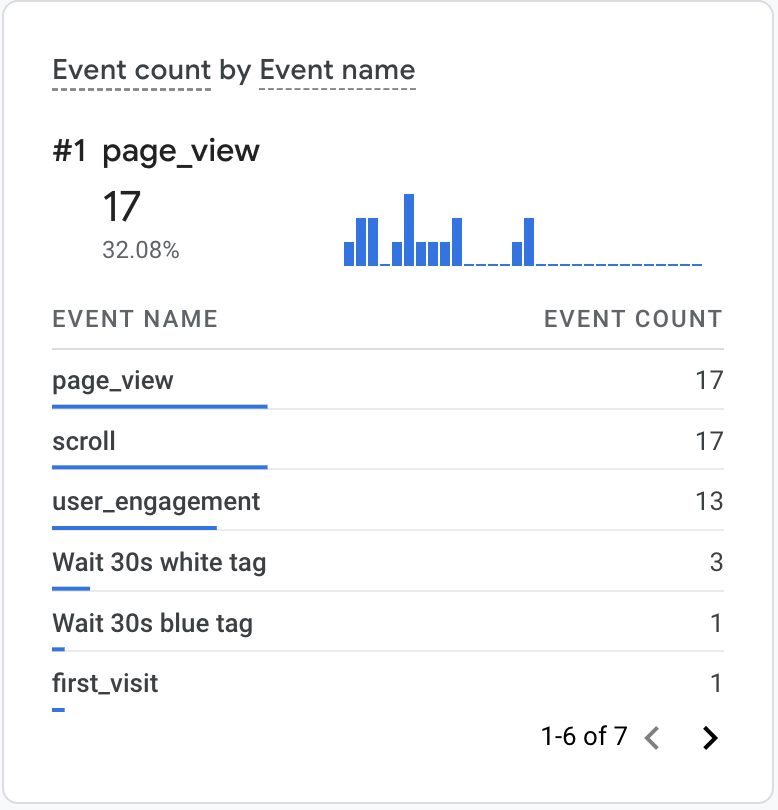 Event count by Event name
#1 page_view
17
32.08%
EVENT NAME EVENT COUNT
page_view 17
scroll 17
user_engagement 13
Wait 30s white tag 3
Wait 30s blue tag 1
first_visit 1
1-6 of 7